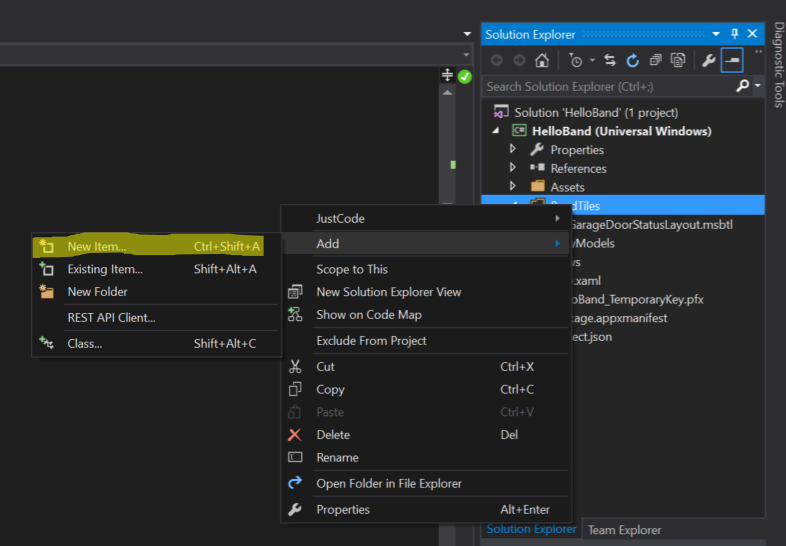 Solution Explorer
Search Solution Explorer (Ctrl+;)
Solution 'HelloBand' (1 project)
HelloBand (Universal Windows)
Properties
References
Assets
dTiles
GarageDoorStatusLayout.msbtl
Models
.xaml
oBand_TemporaryKey.pfx
kage.appxmanifest
ect.json
JustCode
Add
Scope to This
New Solution Explorer View
Show on Code Map
Exclude From Project
Cut Ctrl+X
Copy Ctrl+C
Paste Ctrl+V
Delete Del
Rename
Open Folder in File Explorer
Properties Alt+Enter
New Item... Ctrl+Shift+A
Existing Item... Shift+Alt+A
New Folder
REST API Client...
Class... Shift+Alt+C
Solution Explorer Team Explorer
Diagnostic Tools